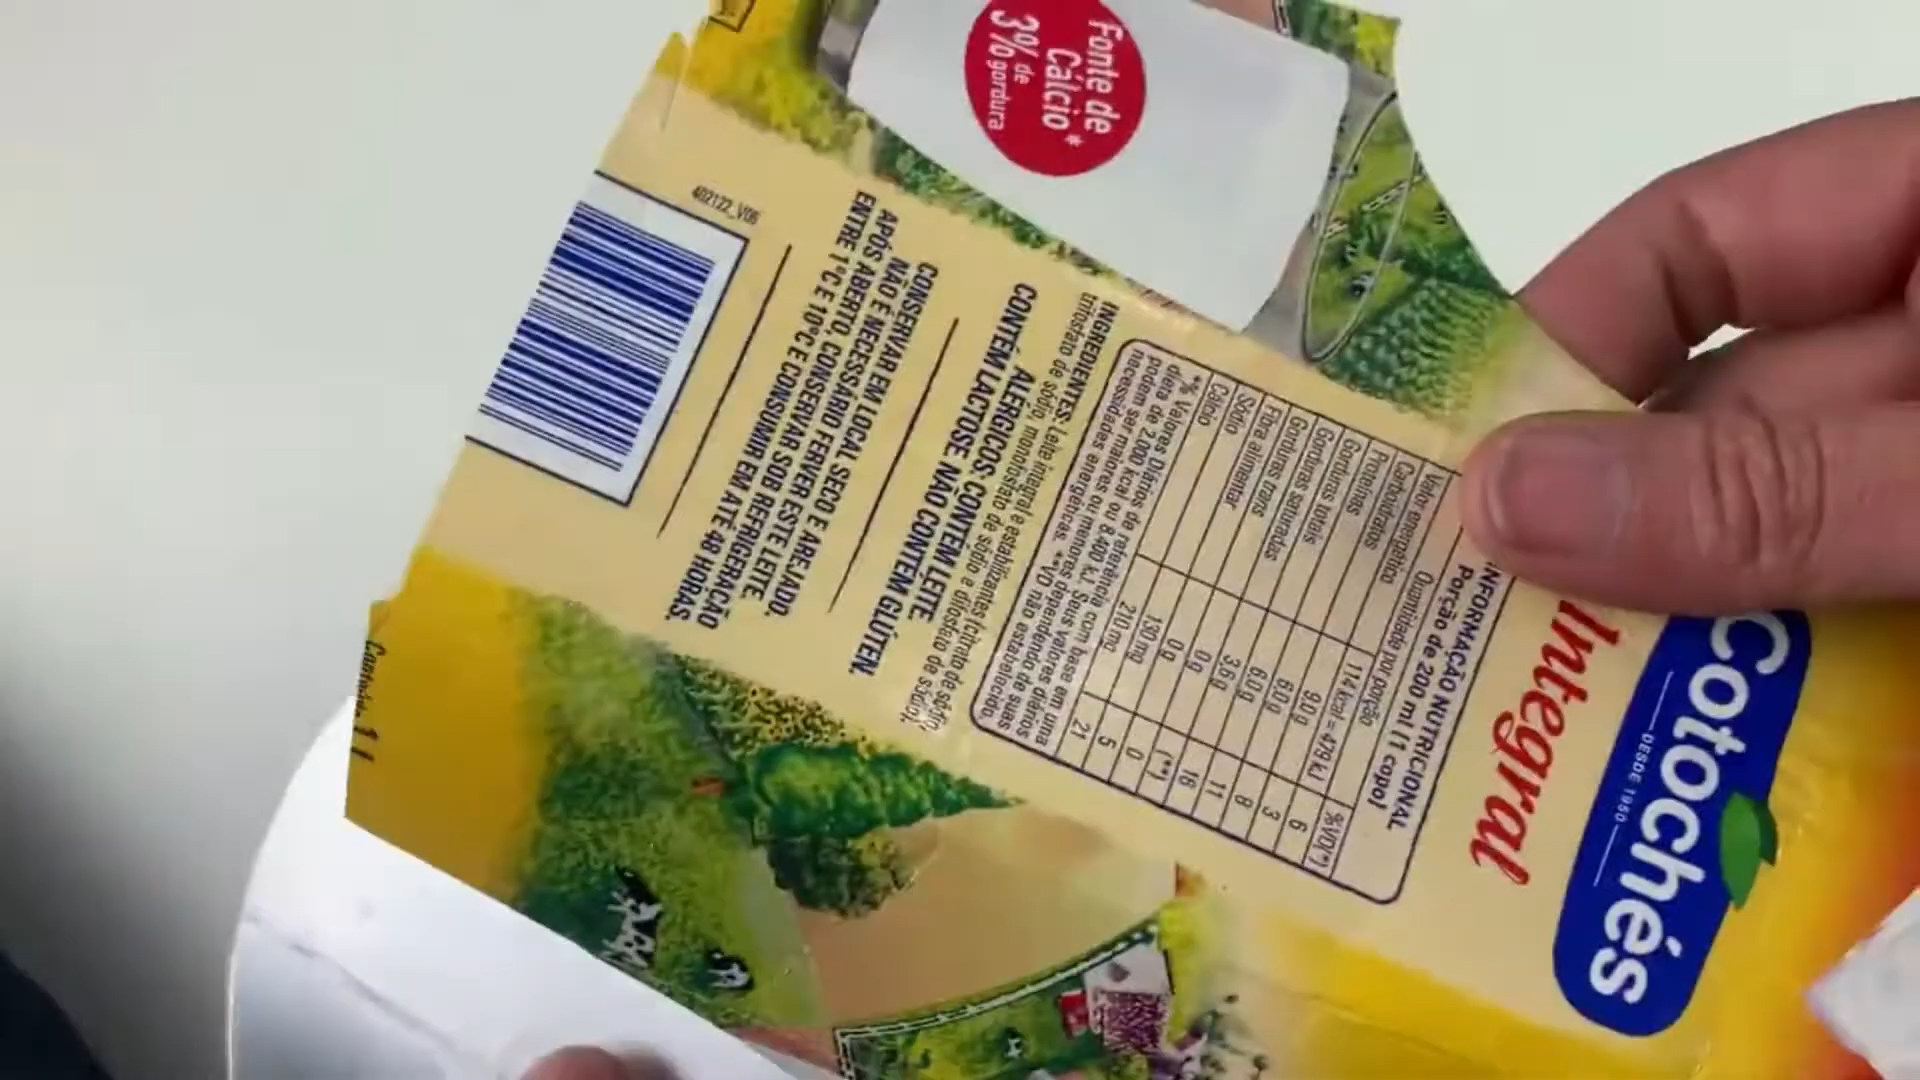 Cotochés
DESDE 1950
Integral
INFORMAÇÃO NUTRICIONAL
Porção de 200 ml (1 copo)
Quantidade por porção %VD(*)
Valor energético 114 kcal = 479 kJ 6
Carboidratos 9,0 g 3
Proteínas 6,0 g 8
Gorduras totais 6,0 g 11
Gorduras saturadas 3,6 g 16
Gorduras trans 0 g (**)
Fibra alimentar 0 g 0
Sódio 130 mg 5
Cálcio 210 mg 21
*% Valores Diários de referência com base em uma
dieta de 2.000 kcal ou 8.400 kJ. Seus valores diários
podem ser maiores ou menores dependendo de suas
necessidades energéticas. **VD não estabelecido.
INGREDIENTES: Leite integral e estabilizantes (citrato de sódio,
trifosfato de sódio, monofosfato de sódio e difosfato de sódio).
ALÉRGICOS: CONTÉM LEITE.
CONTÉM LACTOSE. NÃO CONTÉM GLÚTEN.
CONSERVAR EM LOCAL SECO E AREJADO.
NÃO É NECESSÁRIO FERVER ESTE LEITE.
APÓS ABERTO, CONSERVAR SOB REFRIGERAÇÃO
ENTRE 1°C E 10°C E CONSUMIR EM ATÉ 48 HORAS.
402122_V06
Fonte de
Cálcio*
3% de
gordura